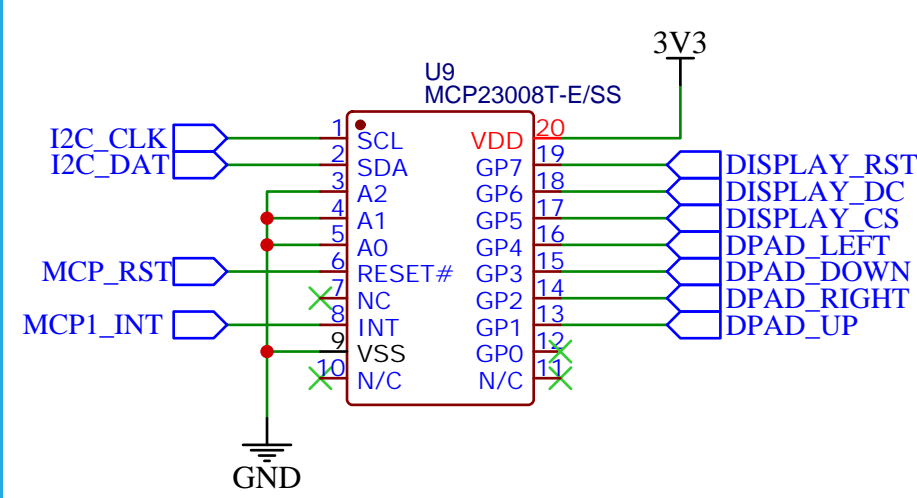 3V3
U9
MCP23008T-E/SS
I2C_CLK 1 SCL VDD 20
I2C_DAT 2 SDA GP7 19 DISPLAY_RST
3 A2 GP6 18 DISPLAY_DC
4 A1 GP5 17 DISPLAY_CS
5 A0 GP4 16 DPAD_LEFT
MCP_RST 6 RESET# GP3 15 DPAD_DOWN
7 NC GP2 14 DPAD_RIGHT
MCP1_INT 8 INT GP1 13 DPAD_UP
9 VSS GP0 12
10 N/C N/C 11
GND